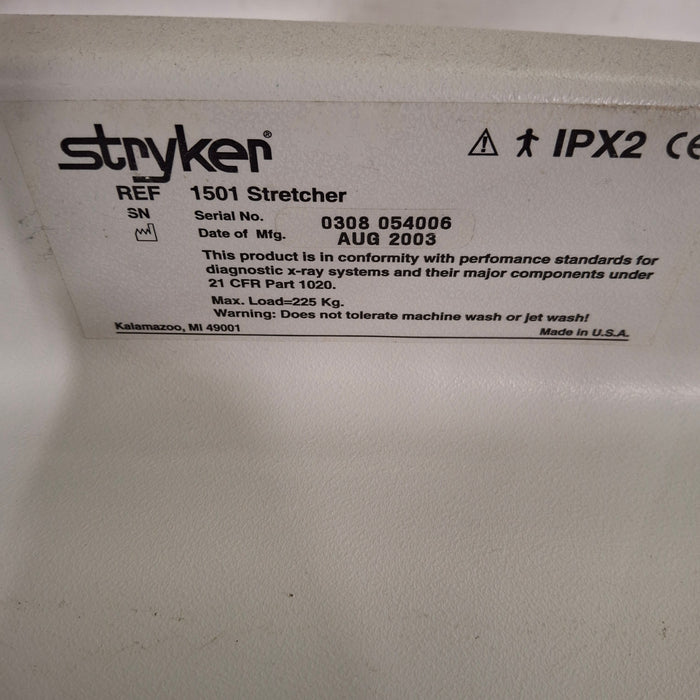 stryker®
IPX2 CE
REF 1501 Stretcher
SN Serial No. 0308 054006
Date of Mfg. AUG 2003
This product is in conformity with perfomance standards for
diagnostic x-ray systems and their major components under
21 CFR Part 1020.
Max. Load=225 Kg.
Warning: Does not tolerate machine wash or jet wash!
Kalamazoo, MI 49001
Made in U.S.A.